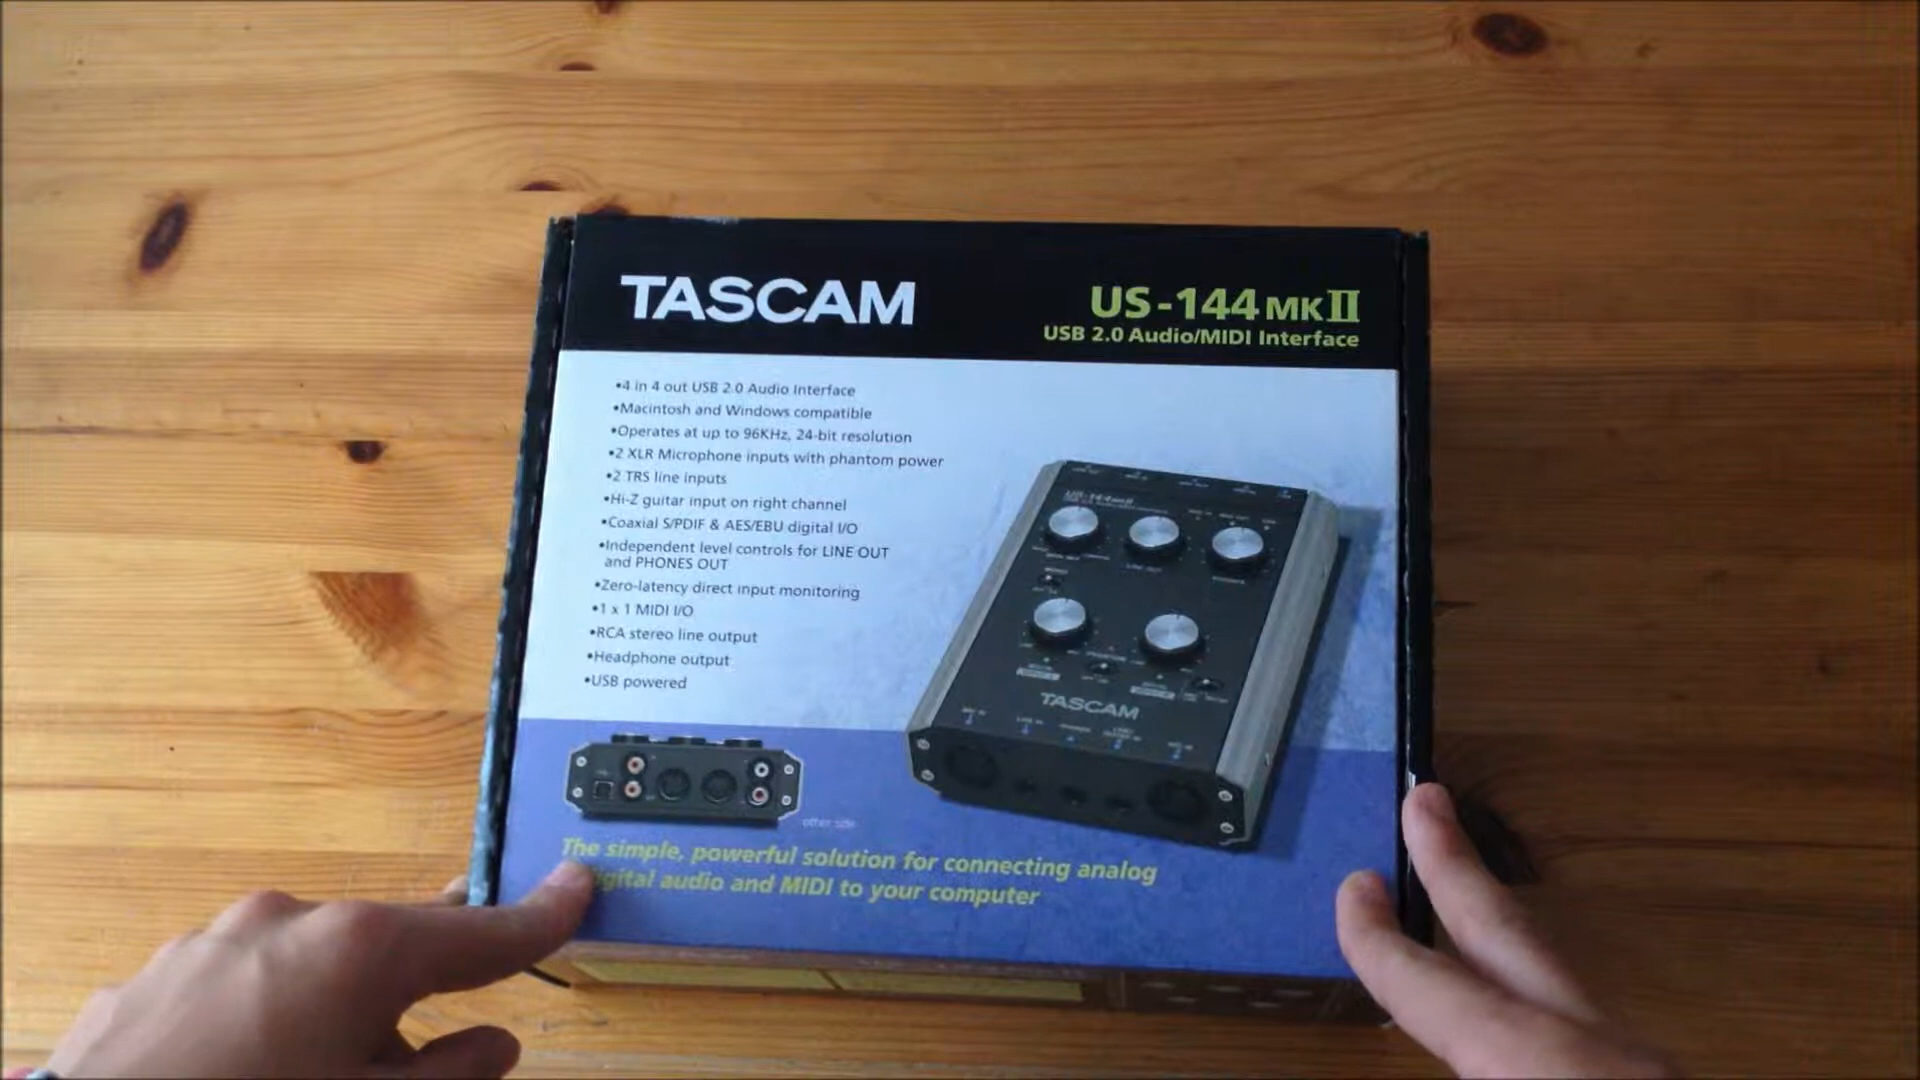 TASCAM
US-144 MKII
USB 2.0 Audio/MIDI Interface
•4 in 4 out USB 2.0 Audio Interface
•Macintosh and Windows compatible
•Operates at up to 96KHz, 24-bit resolution
•2 XLR Microphone inputs with phantom power
•2 TRS line inputs
•Hi-Z guitar input on right channel
•Coaxial S/PDIF & AES/EBU digital I/O
•Independent level controls for LINE OUT
and PHONES OUT
•Zero-latency direct input monitoring
•1 x 1 MIDI I/O
•RCA stereo line output
•Headphone output
•USB powered
US-144MKII
TASCAM
other side
The simple, powerful solution for connecting analog
digital audio and MIDI to your computer